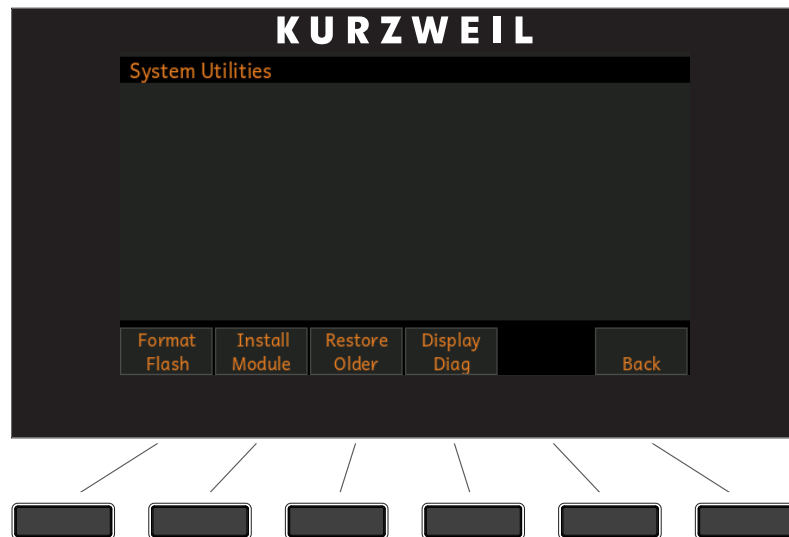 KURZWEIL
System Utilities
Format Install Restore Display
Flash Module Older Diag Back